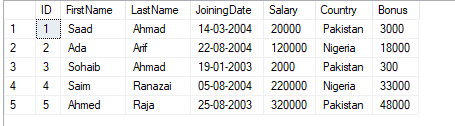 ID FirstName LastName JoiningDate Salary Country Bonus
1 1 Saad Ahmad 14-03-2004 20000 Pakistan 3000
2 2 Ada Arif 22-08-2004 120000 Nigeria 18000
3 3 Sohaib Ahmad 19-01-2003 2000 Pakistan 300
4 4 Saim Ranazai 05-08-2004 220000 Nigeria 33000
5 5 Ahmed Raja 25-08-2003 320000 Pakistan 48000